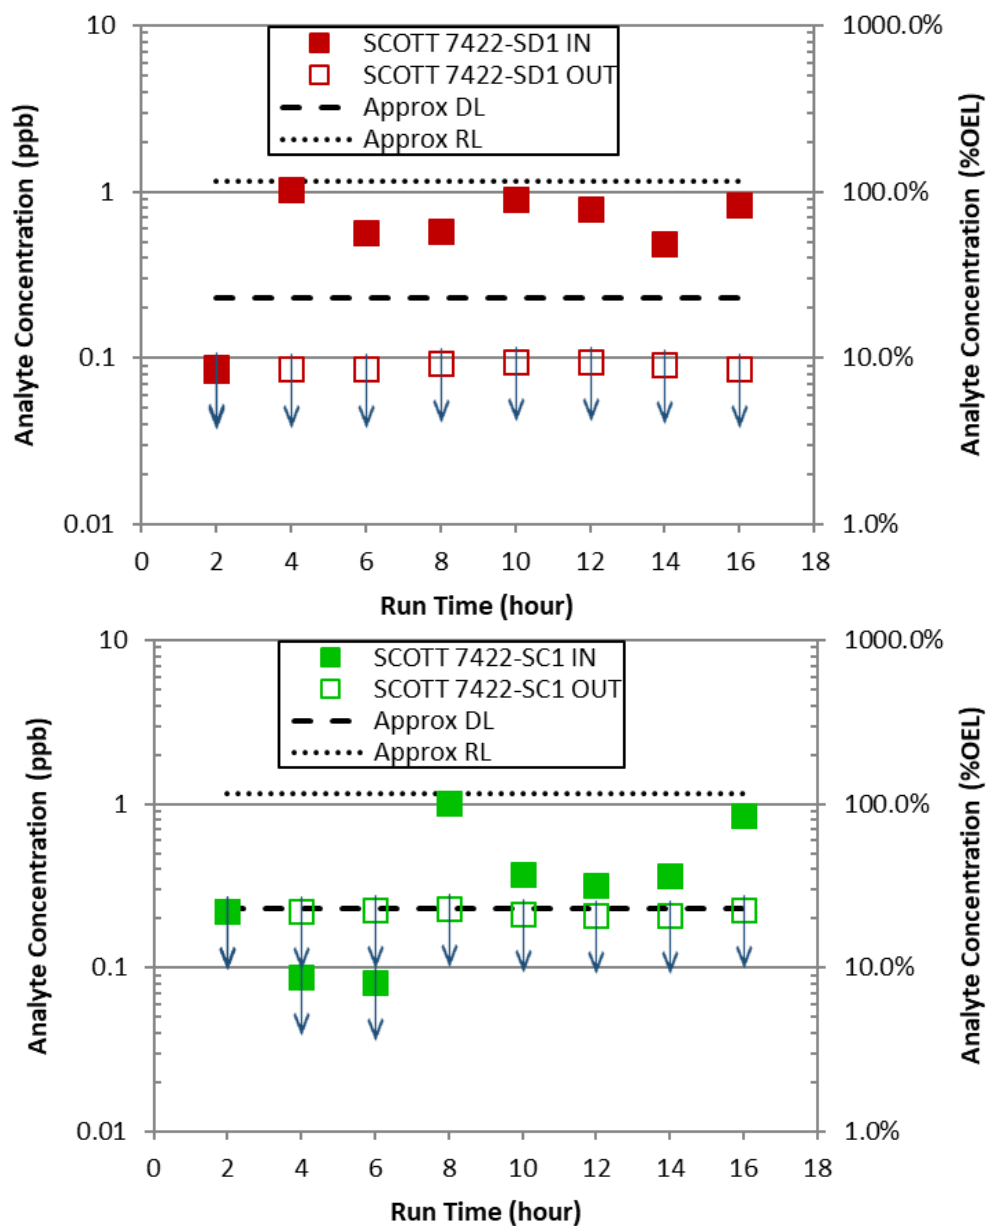 10
1
0.1
0.01
Analyte Concentration (ppb)
SCOTT 7422-SD1 IN
SCOTT 7422-SD1 OUT
Approx DL
Approx RL
1000.0%
100.0%
10.0%
1.0%
Analyte Concentration (%OEL)
0 2 4 6 8 10 12 14 16 18
Run Time (hour)
10
1
0.1
0.01
Analyte Concentration (ppb)
SCOTT 7422-SC1 IN
SCOTT 7422-SC1 OUT
Approx DL
Approx RL
1000.0%
100.0%
10.0%
1.0%
Analyte Concentration (%OEL)
0 2 4 6 8 10 12 14 16 18
Run Time (hour)